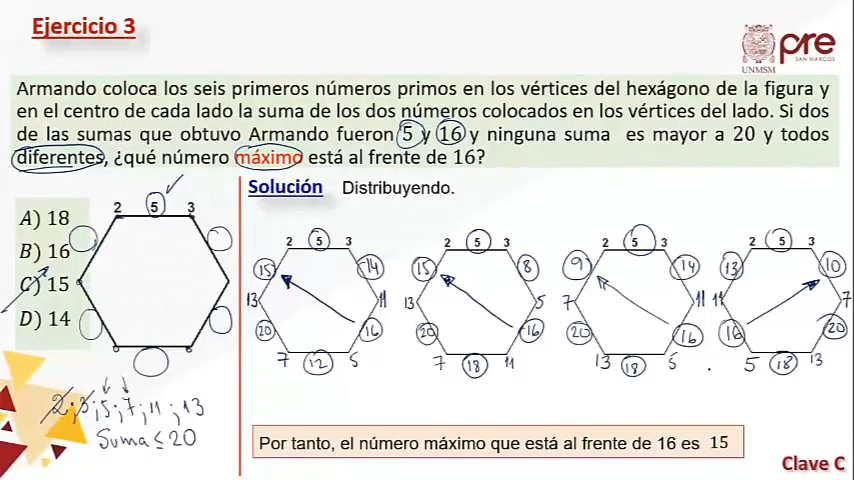 Ejercicio 3
UNMSM
pre
SAN MARCOS
Armando coloca los seis primeros números primos en los vértices del hexágono de la figura y
en el centro de cada lado la suma de los dos números colocados en los vértices del lado. Si dos
de las sumas que obtuvo Armando fueron 5 y 16 y ninguna suma es mayor a 20 y todos
diferentes, ¿qué número máximo está al frente de 16?
A) 18
B) 16
C) 15
D) 14
2 5 3
2; 3; 5; 7; 11; 13
Suma ≤ 20
Solución Distribuyendo.
2 5 3
15 14
13 11
20 16
7 12 5
2 5 3
15 8
13 5
20 16
7 18 11
2 5 3
9 14
7 11
20 16
13 18 5
2 5 3
13 10
11 7
16 20
5 18 13
Por tanto, el número máximo que está al frente de 16 es 15
Clave C